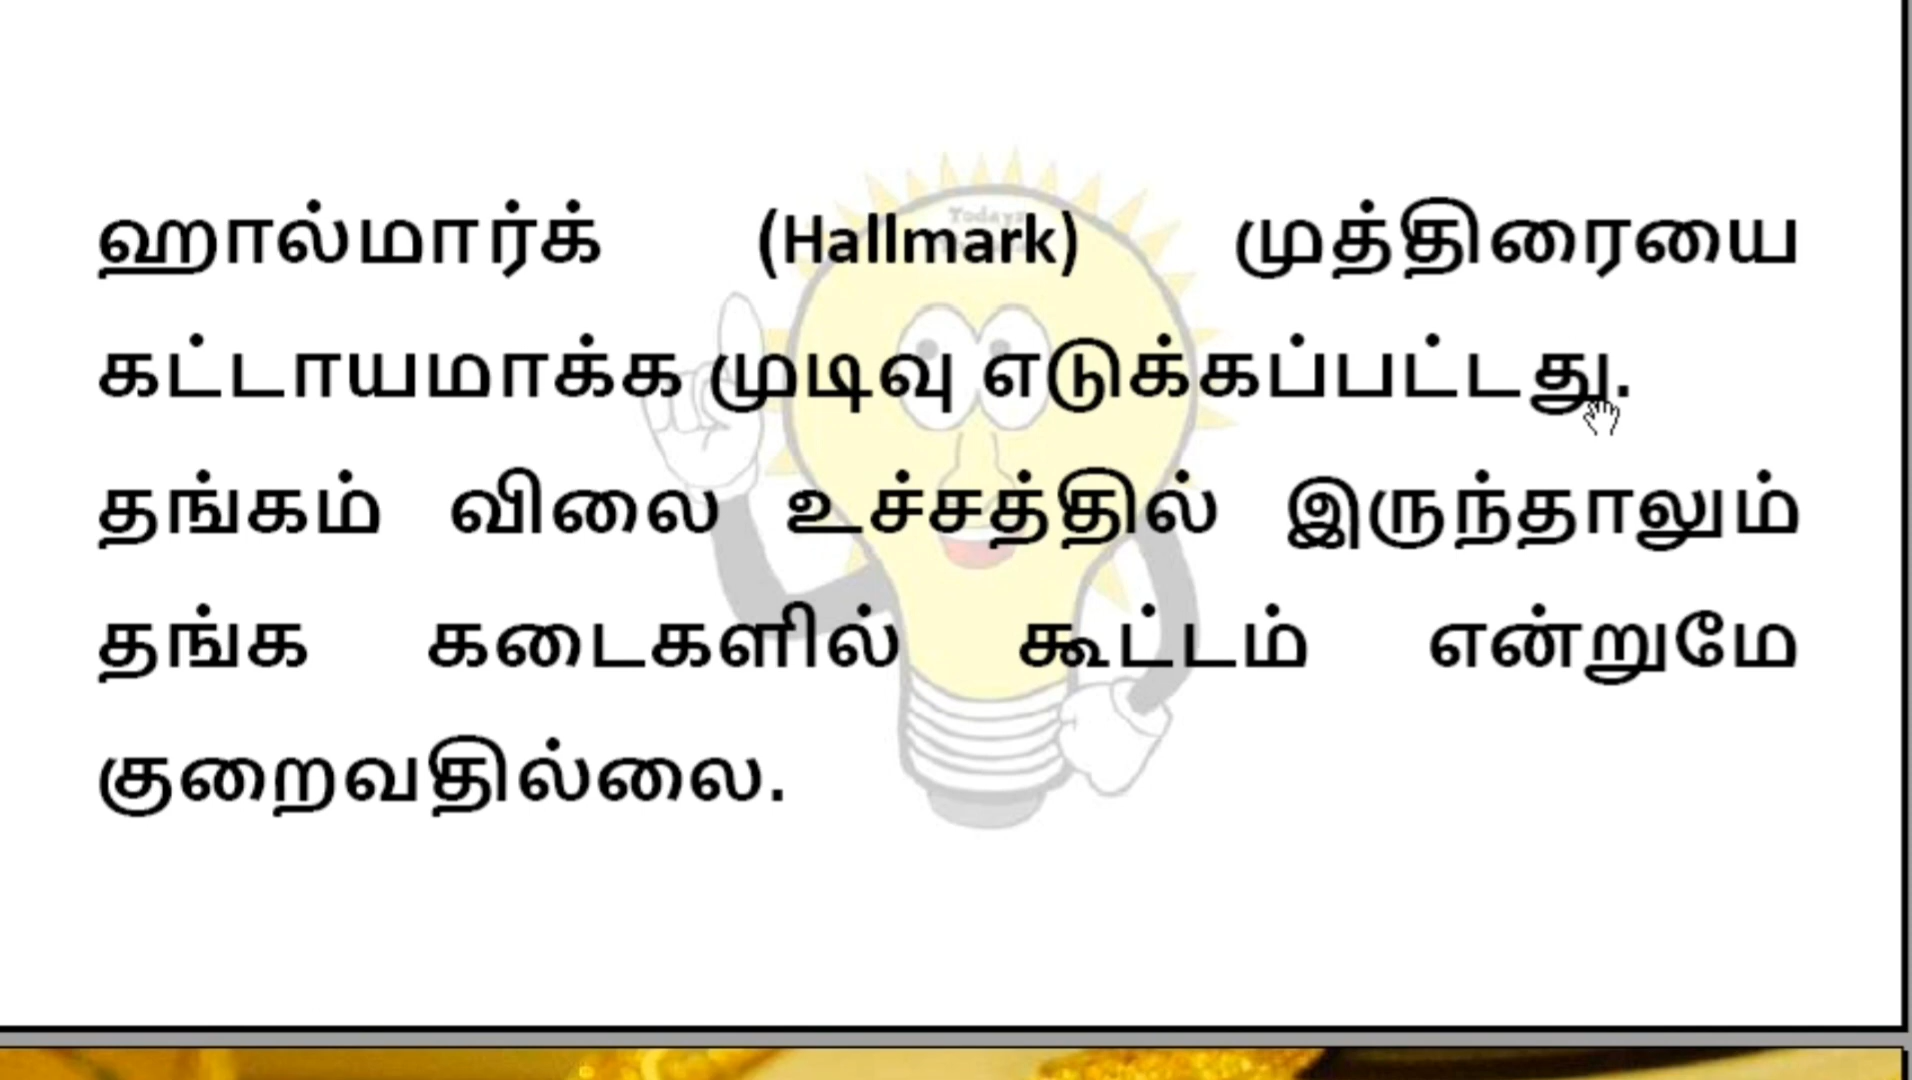 ஹால்மார்க் (Hallmark) முத்திரையை
கட்டாயமாக்க முடிவு எடுக்கப்பட்டது.
தங்கம் விலை உச்சத்தில் இருந்தாலும்
தங்க கடைகளில் கூட்டம் என்றுமே
குறைவதில்லை.